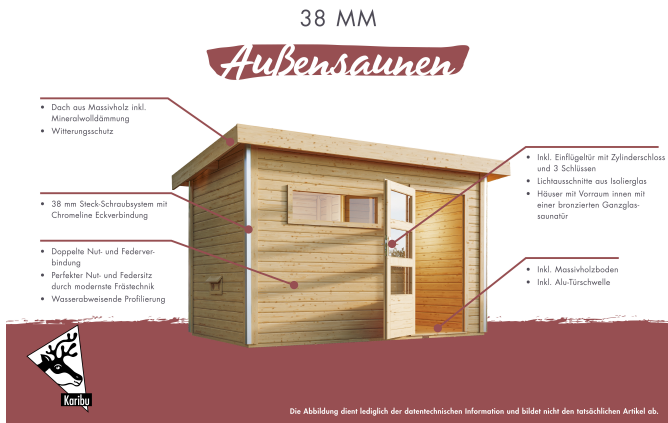 38 MM
Außensaunen
• Dach aus Massivholz inkl.
Mineralwolldämmung
• Witterungsschutz
• 38 mm Steck-Schraubsystem mit
Chromeline Eckverbindung
• Doppelte Nut- und Federver-
bindung
• Perfekter Nut- und Federsitz
durch modernste Frästechnik
• Wasserabweisende Profilierung
• Inkl. Einflügeltür mit Zylinderschloss
und 3 Schlüssen
• Lichtausschnitte aus Isolierglas
• Häuser mit Vorraum innen mit
einer bronzierten Ganzglas-
saunatür
• Inkl. Massivholzboden
• Inkl. Alu-Türschwelle
Karibu
Die Abbildung dient lediglich der datentechnischen Information und bildet nicht den tatsächlichen Artikel ab.